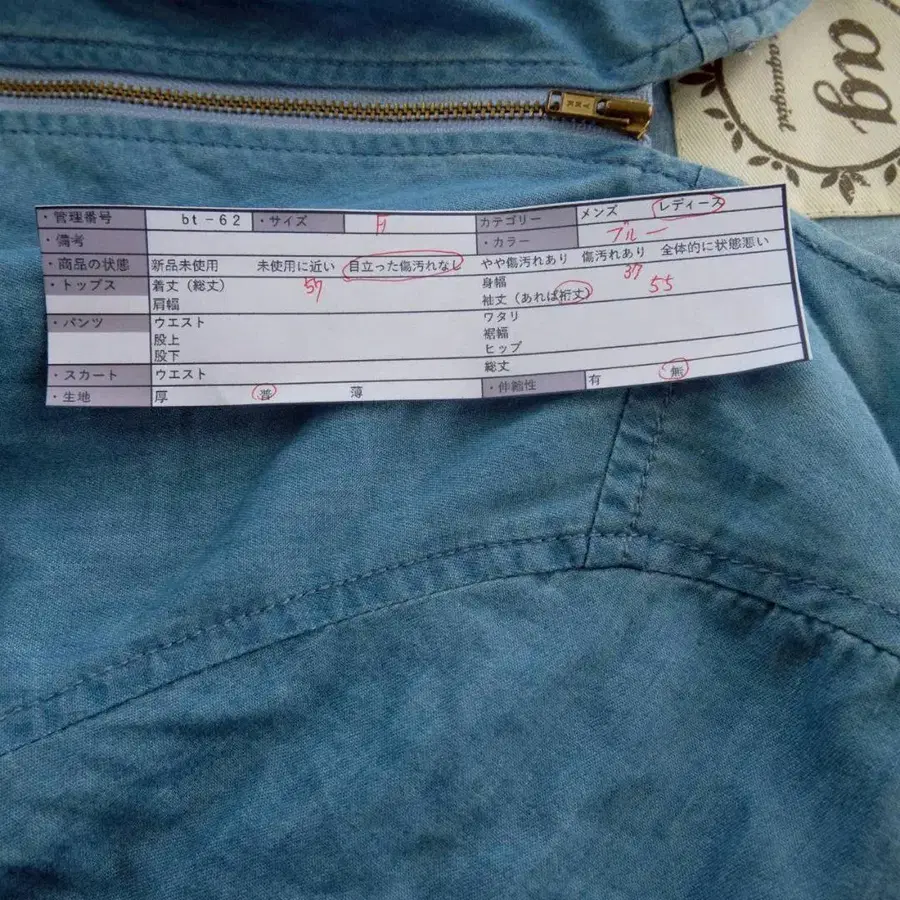 ag
aquagirl
YKK
・管理番号 bt-62 ・サイズ F カテゴリー メンズ レディース
・備考 ・カラー ブルー
・商品の状態 新品未使用 未使用に近い 目立った傷汚れなし やや傷汚れあり 傷汚れあり 全体的に状態悪い
・トップス 着丈（総丈） 57 身幅 37
肩幅 袖丈（あれば裄丈） 55
・パンツ ウエスト ワタリ
股上 裾幅
股下 ヒップ
・スカート ウエスト 総丈
・生地 厚 普 薄 ・伸縮性 有 無